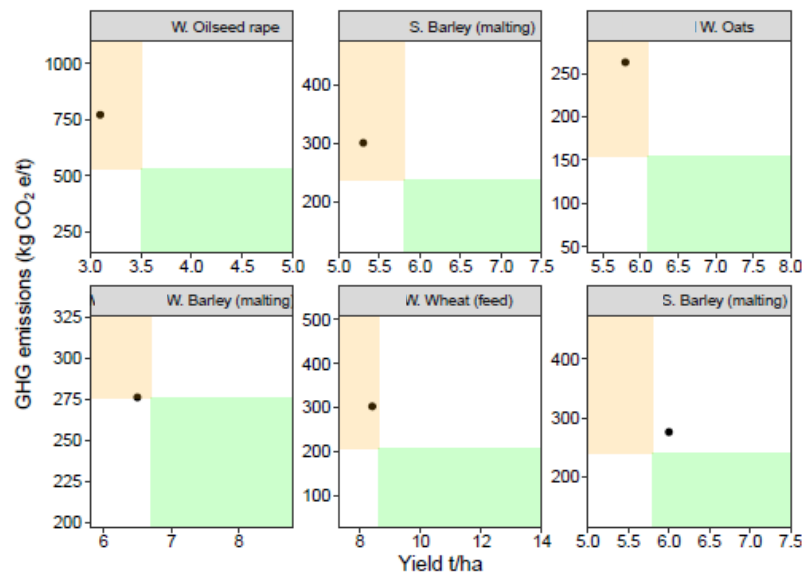 W. Oilseed rape
S. Barley (malting)
W. Oats
GHG emissions (kg CO₂ e/t)
1000
750
500
250
3.0 3.5 4.0 4.5 5.0
400
300
200
5.0 5.5 6.0 6.5 7.0 7.5
250
200
150
100
50
5.5 6.0 6.5 7.0 7.5 8.0
W. Barley (malting)
W. Wheat (feed)
S. Barley (malting)
325
300
275
250
225
200
6 7 8
500
400
300
200
100
8 10 12 14
400
300
200
5.0 5.5 6.0 6.5 7.0 7.5
Yield t/ha